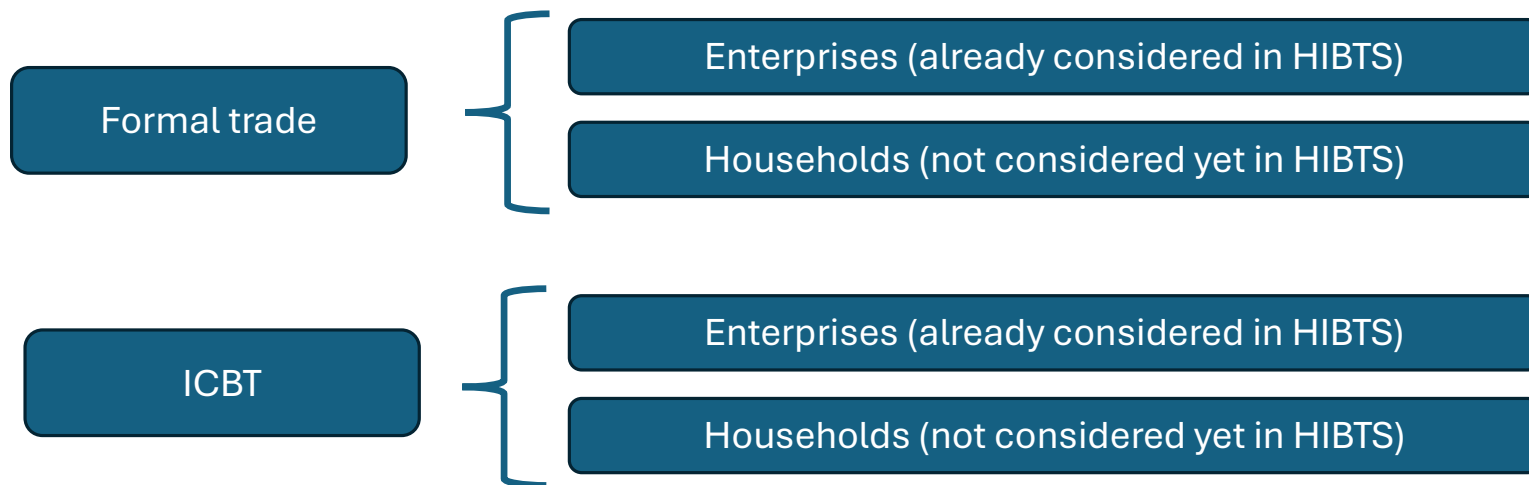 Formal trade
Enterprises (already considered in HIBTS)
Households (not considered yet in HIBTS)
ICBT
Enterprises (already considered in HIBTS)
Households (not considered yet in HIBTS)